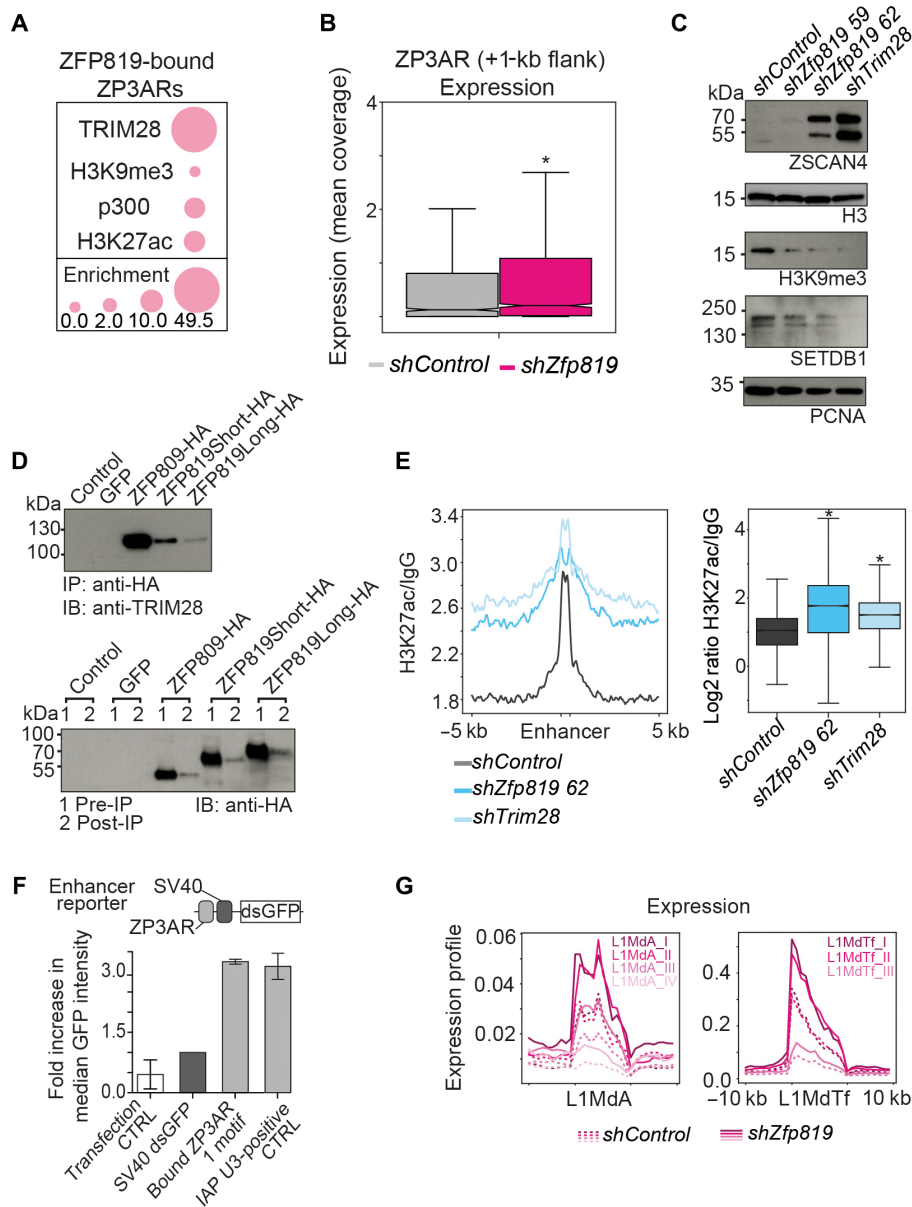 A
ZFP819-bound
ZP3ARs
TRIM28
H3K9me3
p300
H3K27ac
Enrichment
0.0 2.0 10.0 49.5
B
ZP3AR (+1-kb flank)
Expression
Expression (mean coverage)
4
2
*
shControl shZfp819
C
shControl
shZfp819 59
shZfp819 62
shTrim28
kDa
70
55
ZSCAN4
15
H3
15
H3K9me3
250
130
SETDB1
35
PCNA
D
Control
GFP
ZFP809-HA
ZFP819Short-HA
ZFP819Long-HA
kDa
130
100
IP: anti-HA
IB: anti-TRIM28
Control
GFP
ZFP809-HA
ZFP819Short-HA
ZFP819Long-HA
kDa 1 2 1 2 1 2 1 2 1 2
100
70
55
1 Pre-IP IB: anti-HA
2 Post-IP
E
H3K27ac/IgG
3.4
3.0
2.6
2.2
1.8
−5 kb Enhancer 5 kb
shControl
shZfp819 62
shTrim28
Log2 ratio H3K27ac/IgG
4
2
0
*
*
shControl
shZfp819 62
shTrim28
F
Enhancer
reporter
SV40
dsGFP
ZP3AR
Fold increase in
median GFP intensity
3.0
1.5
0.0
Transfection
CTRL
SV40 dsGFP
Bound ZP3AR
1 motif
IAP U3-positive
CTRL
G
Expression
Expression profile
0.06
0.04
0.02
L1MdA_I
L1MdA_II
L1MdA_III
L1MdA_IV
L1MdA
0.4
0.2
0.0
L1MdTf_I
L1MdTf_II
L1MdTf_III
−10 kb L1MdTf 10 kb
shControl shZfp819